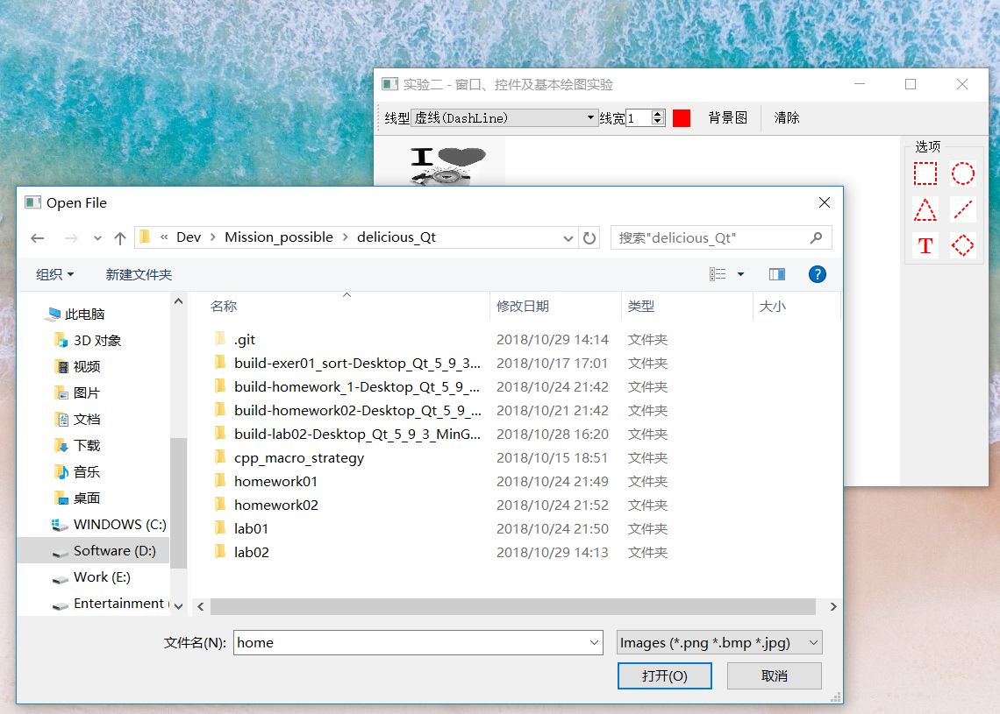 实验二 - 窗口、控件及基本绘图实验
线型 虚线(DashLine) 线宽 1 背景图 清除
选项
I
T
Open File
« Dev > Mission_possible > delicious_Qt
搜索"delicious_Qt"
组织 新建文件夹 ?
此电脑
3D 对象
视频
图片
文档
下载
音乐
桌面
WINDOWS (C:)
Software (D:)
Work (E:)
Entertainment (
名称 修改日期 类型 大小
.git 2018/10/29 14:14 文件夹
build-exer01_sort-Desktop_Qt_5_9_3... 2018/10/17 17:01 文件夹
build-homework_1-Desktop_Qt_5_9_... 2018/10/24 21:42 文件夹
build-homework02-Desktop_Qt_5_9_... 2018/10/21 21:42 文件夹
build-lab02-Desktop_Qt_5_9_3_MinG... 2018/10/28 16:20 文件夹
cpp_macro_strategy 2018/10/15 18:51 文件夹
homework01 2018/10/24 21:49 文件夹
homework02 2018/10/24 21:52 文件夹
lab01 2018/10/24 21:50 文件夹
lab02 2018/10/29 14:13 文件夹
文件名(N): home Images (*.png *.bmp *.jpg)
打开(O) 取消